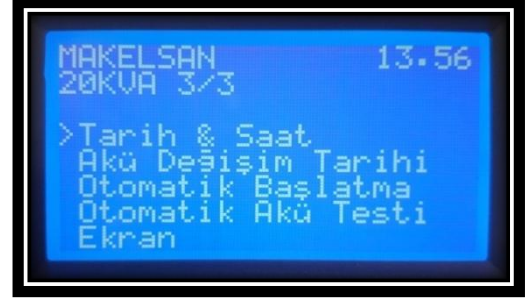 MAKELSAN 13.56
20KVA 3/3
>Tarih & Saat
Akü Değişim Tarihi
Otomatik Başlatma
Otomatik Akü Testi
Ekran